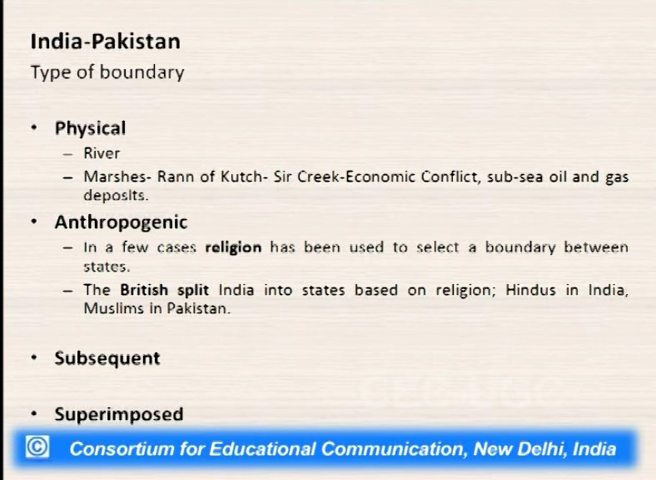 India-Pakistan
Type of boundary
• Physical
– River
– Marshes- Rann of Kutch- Sir Creek-Economic Conflict, sub-sea oil and gas
deposits.
• Anthropogenic
– In a few cases religion has been used to select a boundary between
states.
– The British split India into states based on religion; Hindus in India,
Muslims in Pakistan.
• Subsequent
CEC-UGC
• Superimposed
© Consortium for Educational Communication, New Delhi, India